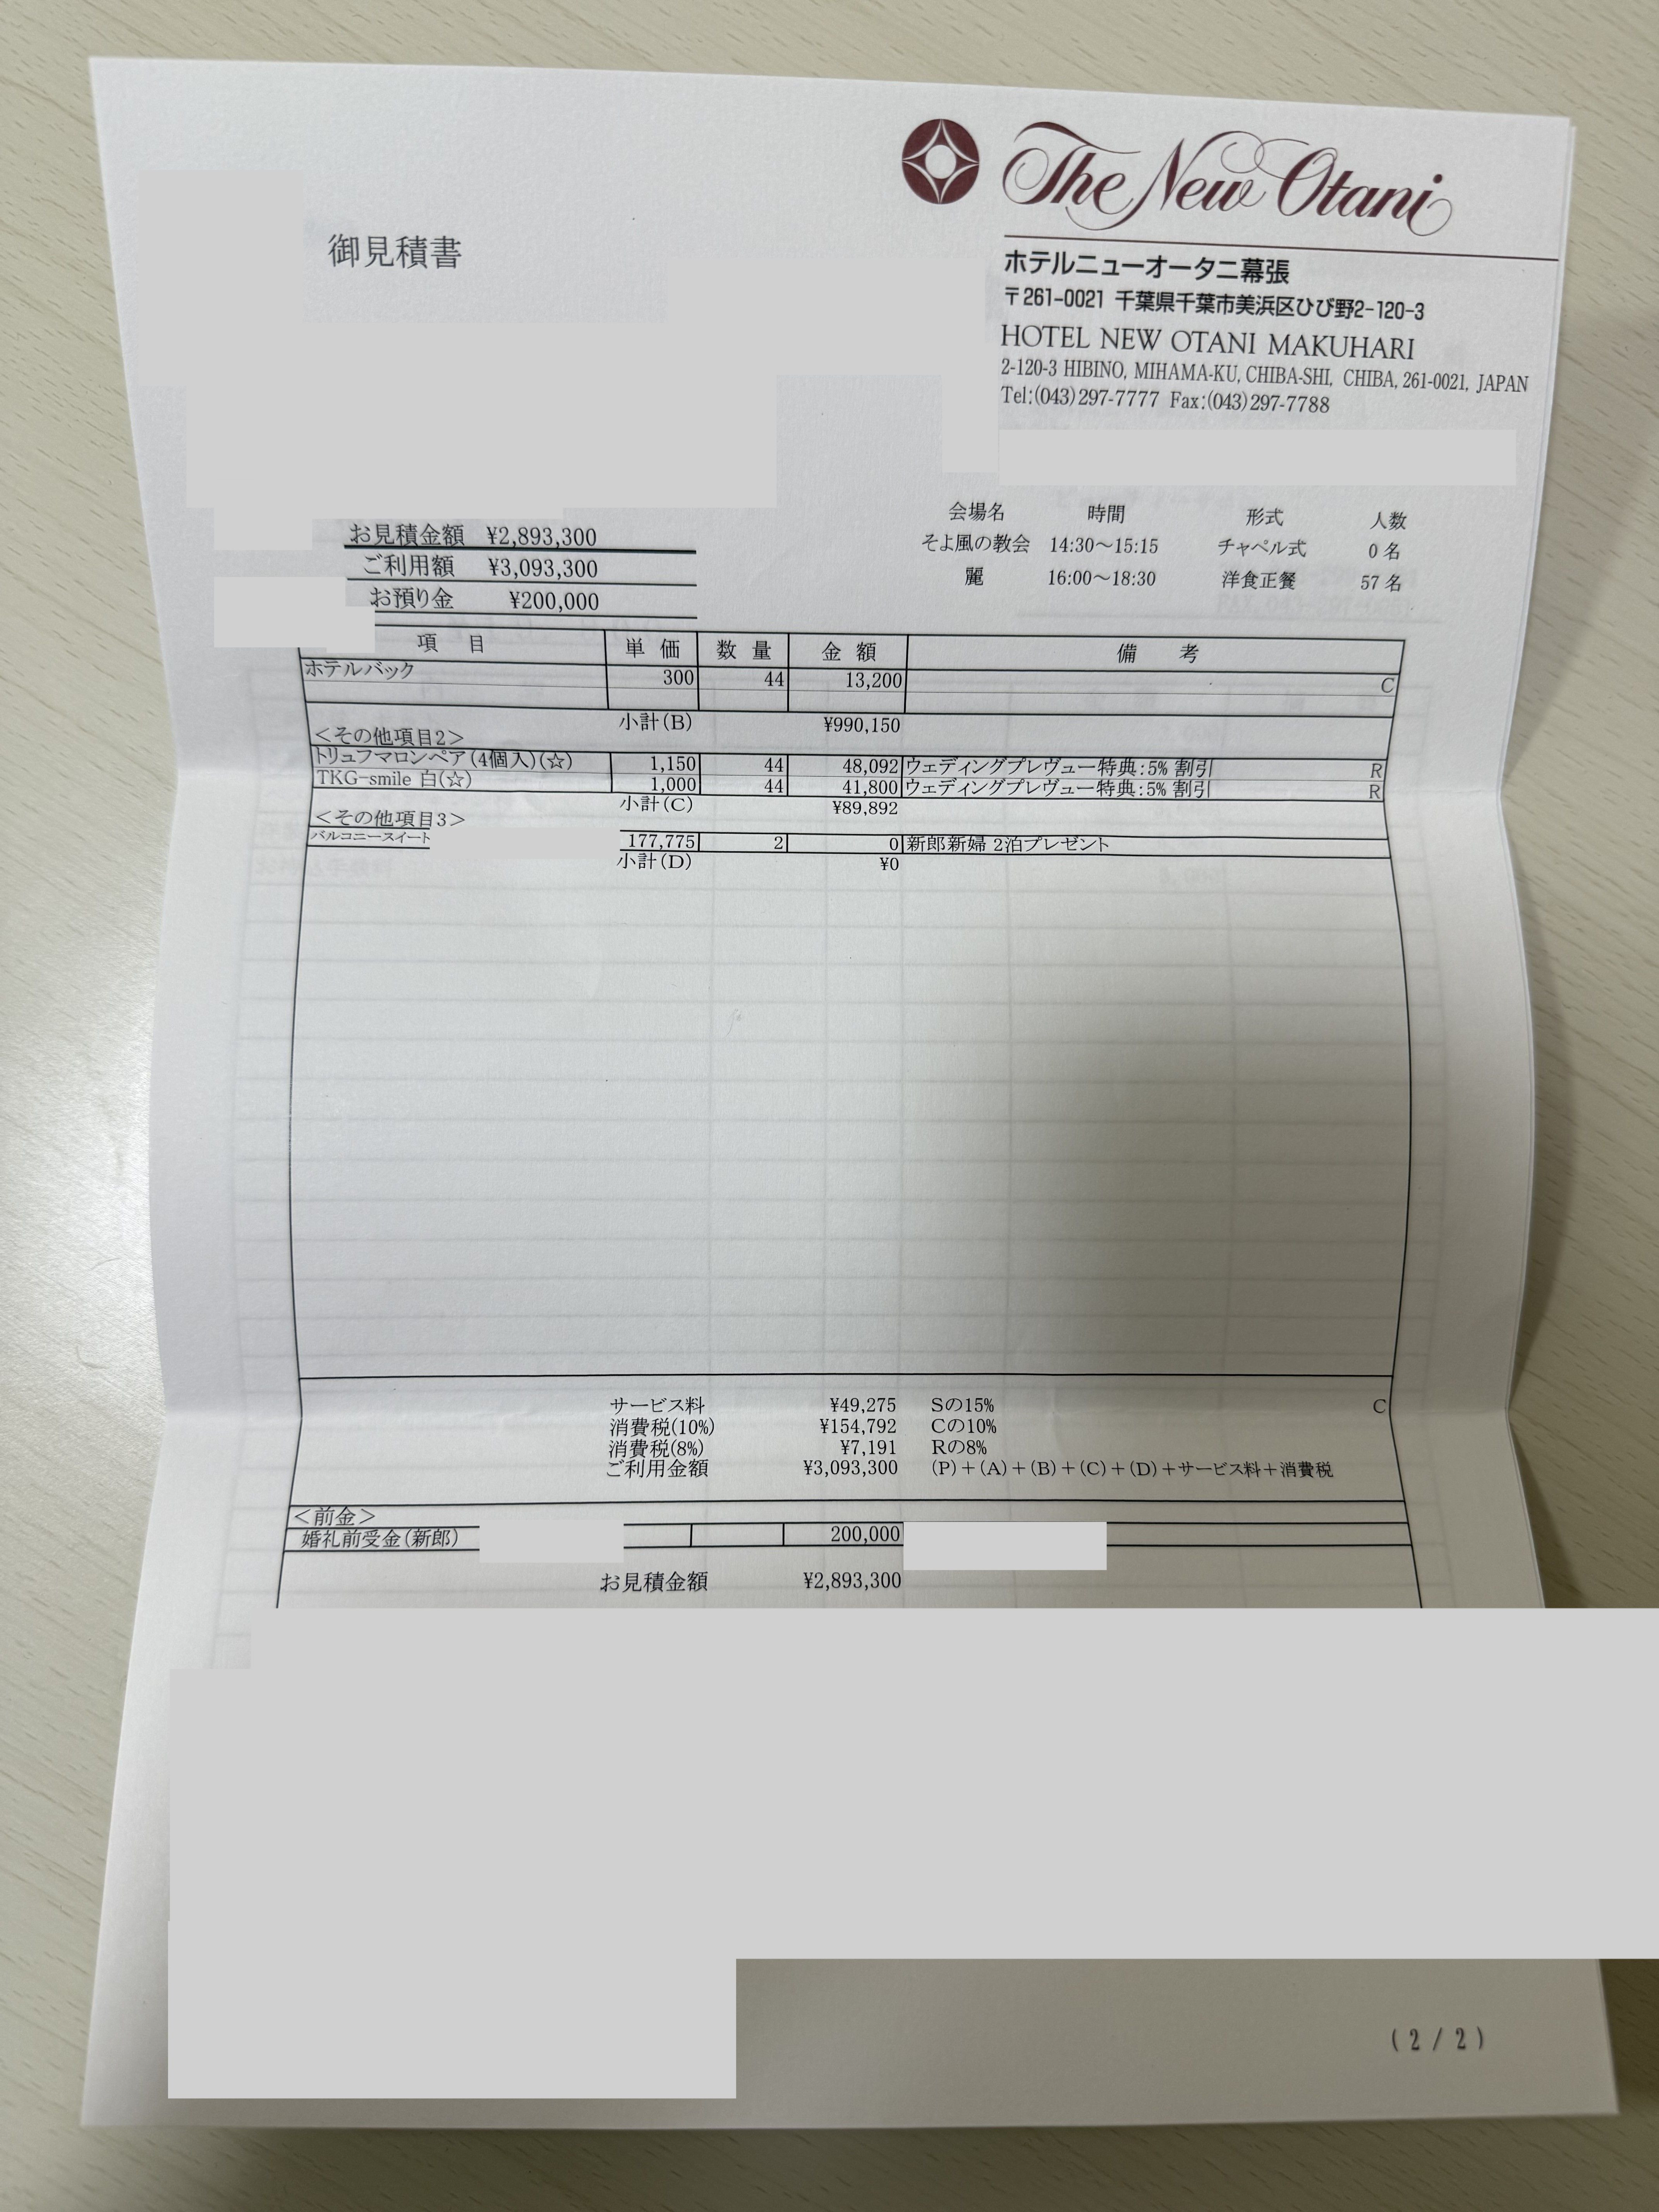 The New Otani
御見積書
ホテルニューオータニ幕張
〒261-0021 千葉県千葉市美浜区ひび野2-120-3
HOTEL NEW OTANI MAKUHARI
2-120-3 HIBINO, MIHAMA-KU, CHIBA-SHI, CHIBA, 261-0021, JAPAN
Tel:(043)297-7777 Fax:(043)297-7788
お見積金額 ¥2,893,300
ご利用額 ¥3,093,300
お預り金 ¥200,000
会場名 時間 形式 人数
そよ風の教会 14:30～15:15 チャペル式 0名
麗 16:00～18:30 洋食正餐 57名
項 目 単 価 数 量 金 額 備 考
ホテルバック 300 44 13,200 C
小計(B) ¥990,150
＜その他項目2＞
トリュフマロンペア(4個入)(☆) 1,150 44 48,092 ウェディングプレヴュー特典:5% 割引 R
TKG-smile 白(☆) 1,000 44 41,800 ウェディングプレヴュー特典:5% 割引 R
小計(C) ¥89,892
＜その他項目3＞
バルコニースイート 177,775 2 0 新郎新婦 2泊プレゼント
小計(D) ¥0
サービス料 ¥49,275 Sの15% C
消費税(10%) ¥154,792 Cの10%
消費税(8%) ¥7,191 Rの8%
ご利用金額 ¥3,093,300 (P)＋(A)＋(B)＋(C)＋(D)＋サービス料＋消費税
＜前金＞
婚礼前受金(新郎) 200,000
お見積金額 ¥2,893,300
(2/2)